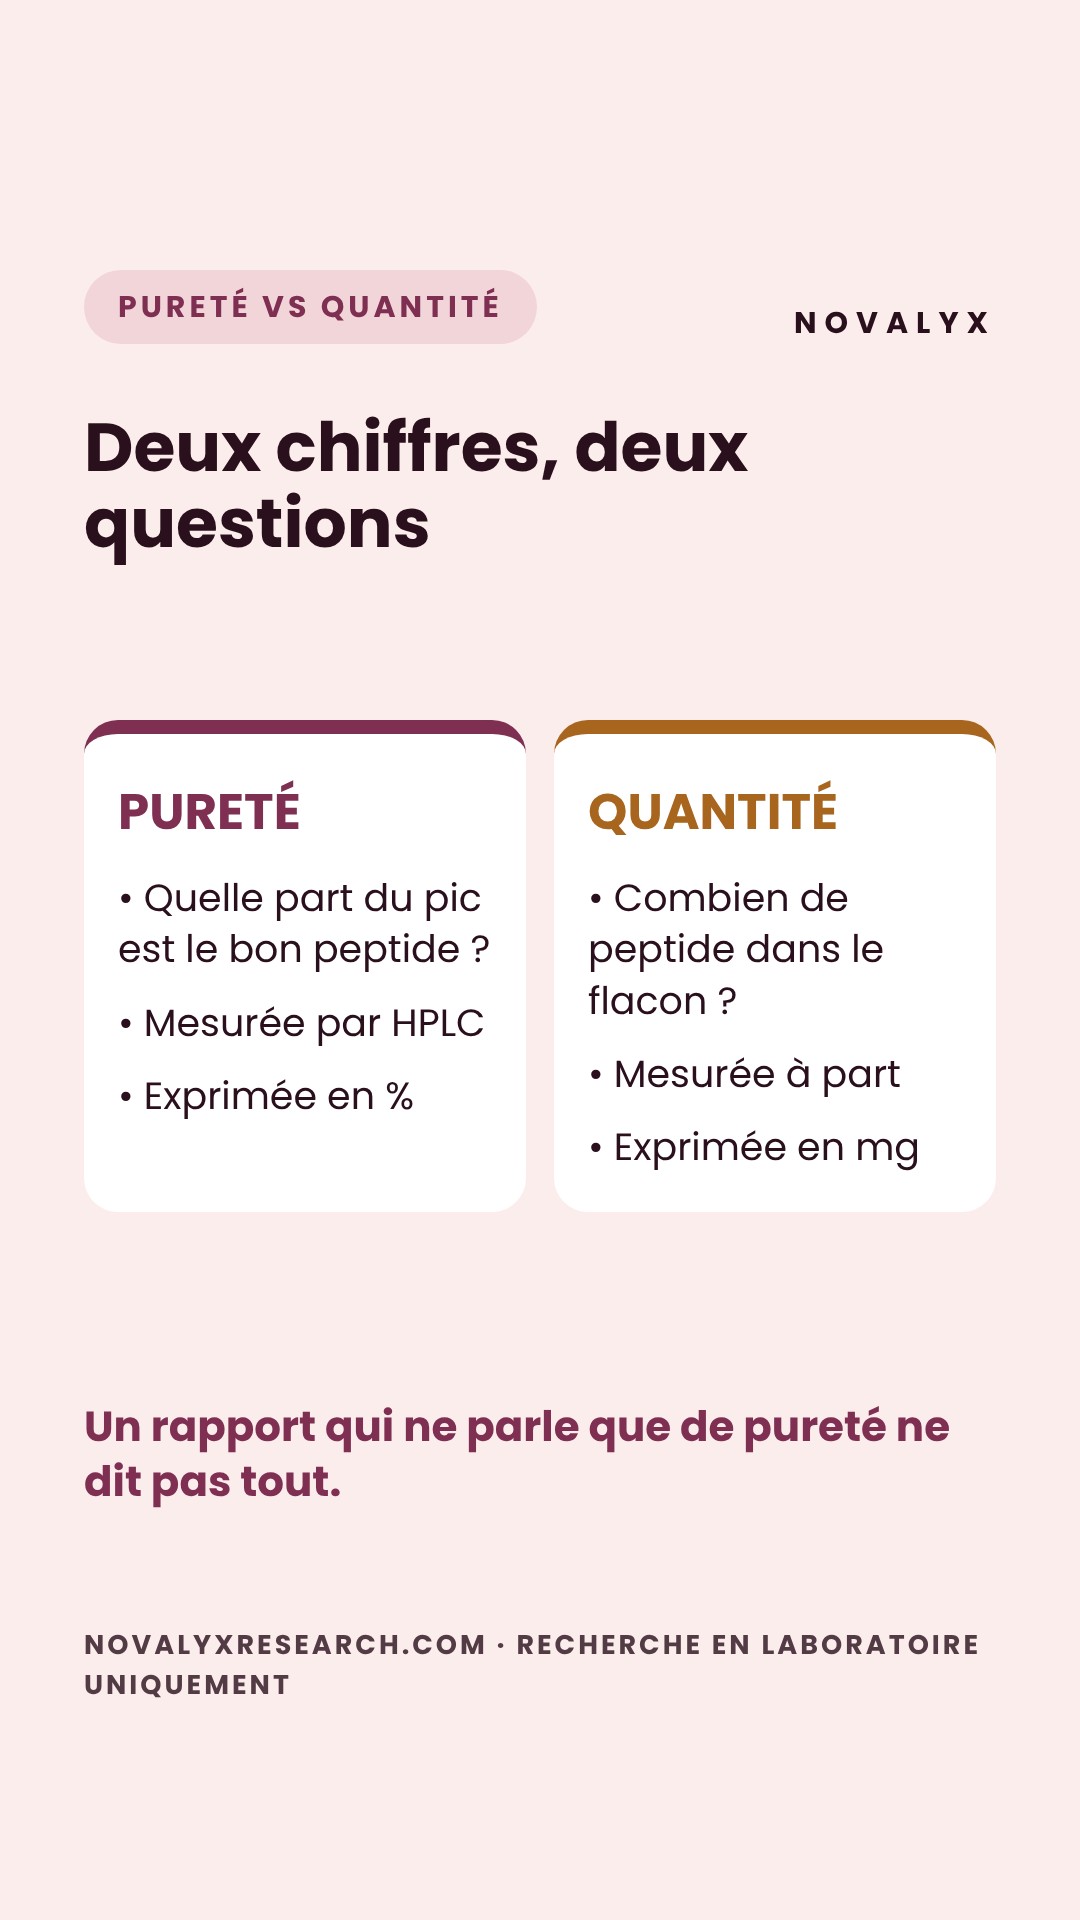 PURETÉ VS QUANTITÉ
NOVALYX
Deux chiffres, deux
questions
PURETÉ
• Quelle part du pic
est le bon peptide ?
• Mesurée par HPLC
• Exprimée en %
QUANTITÉ
• Combien de
peptide dans le
flacon ?
• Mesurée à part
• Exprimée en mg
Un rapport qui ne parle que de pureté ne
dit pas tout.
NOVALYXRESEARCH.COM · RECHERCHE EN LABORATOIRE
UNIQUEMENT